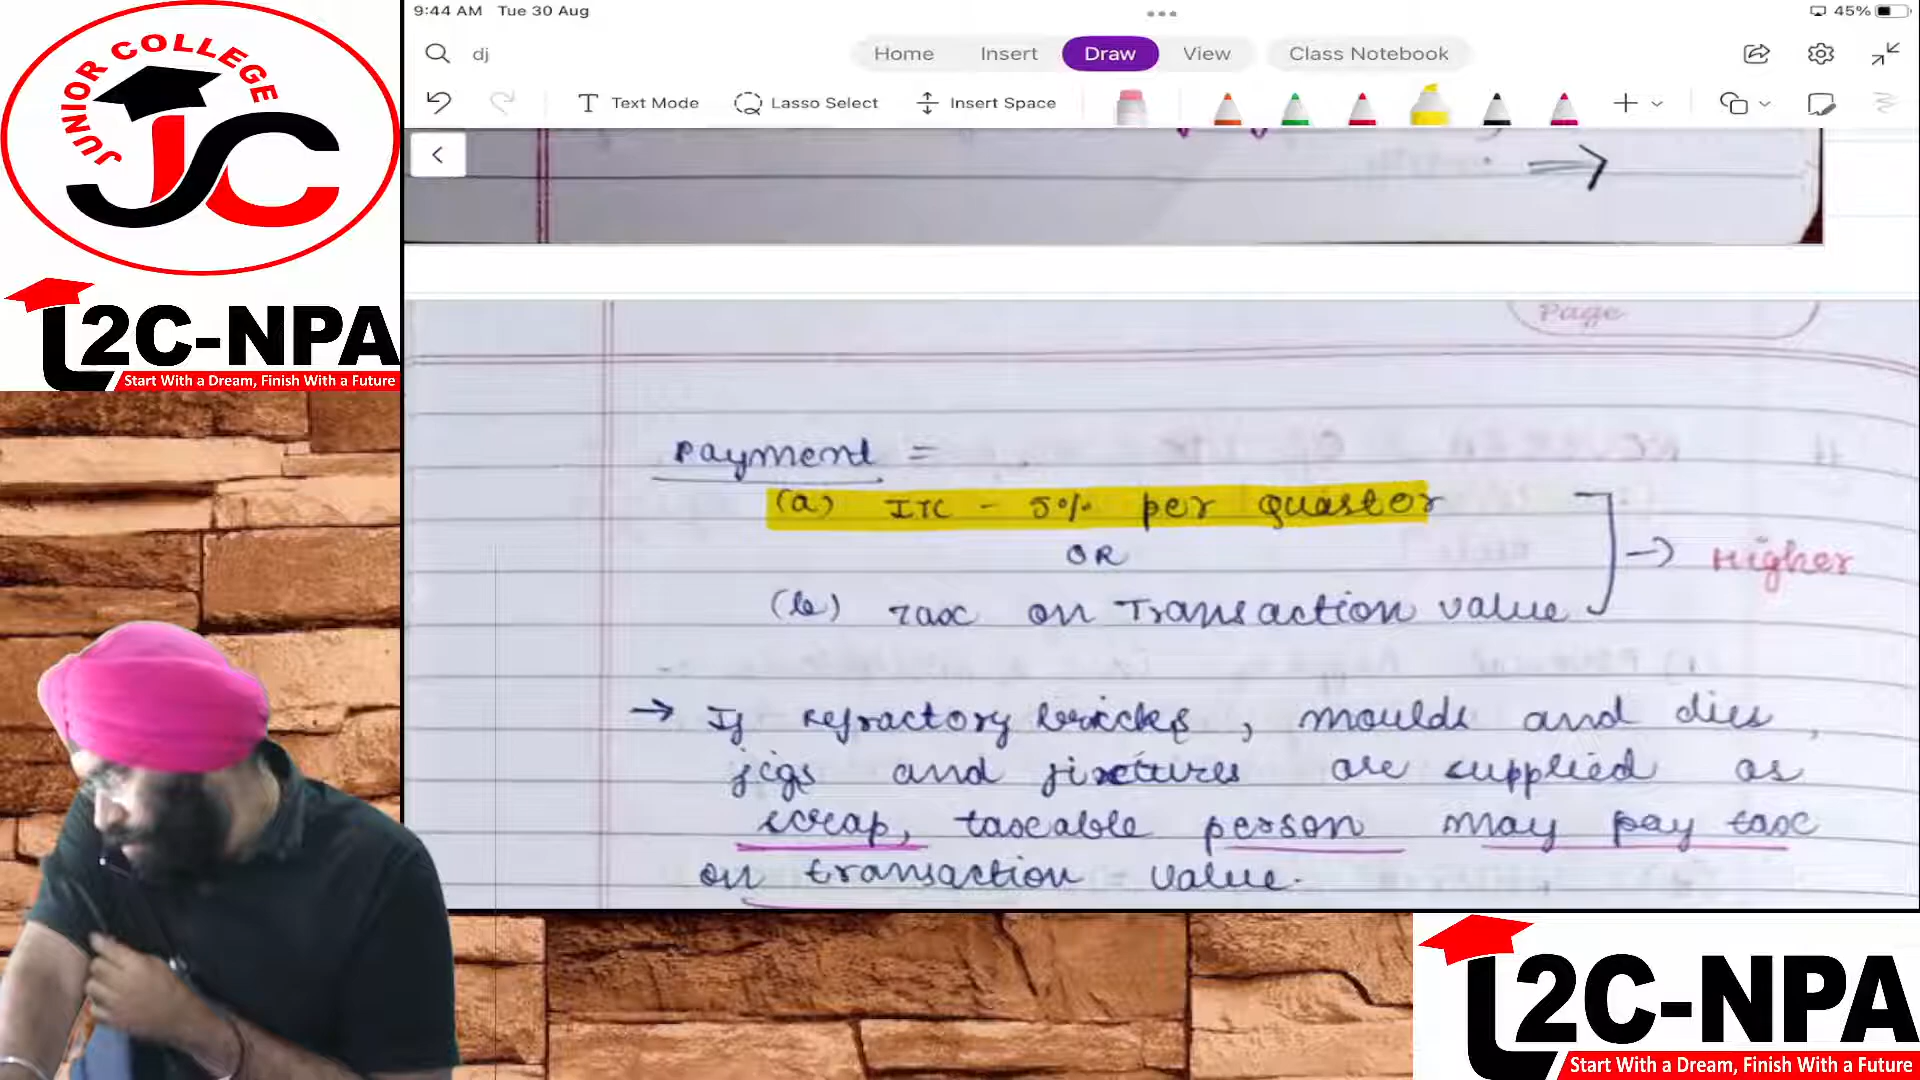 9:44 AM Tue 30 Aug
45%
dj
Home Insert Draw View Class Notebook
Text Mode Lasso Select Insert Space
JUNIOR COLLEGE
JC
L2C-NPA
Start With a Dream, Finish With a Future
Page
Payment =
(a) ITC - 5% per quarter
OR
(b) Tax on Transaction value
→ Higher
→ If Refractory bricks, moulds and dies,
jigs and fixtures are supplied as
scrap, taxable person may pay tax
on transaction value.
L2C-NPA
Start With a Dream, Finish With a Future